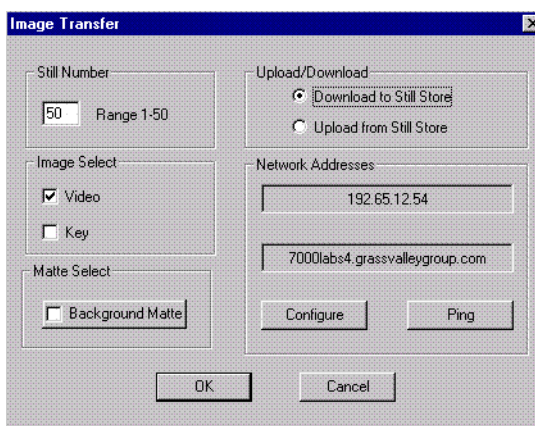 Image Transfer
Still Number
50 Range 1-50
Upload/Download
Download to Still Store
Upload from Still Store
Image Select
Video
Key
Network Addresses
192.65.12.54
7000labs4.grassvalleygroup.com
Matte Select
Background Matte
Configure Ping
OK Cancel